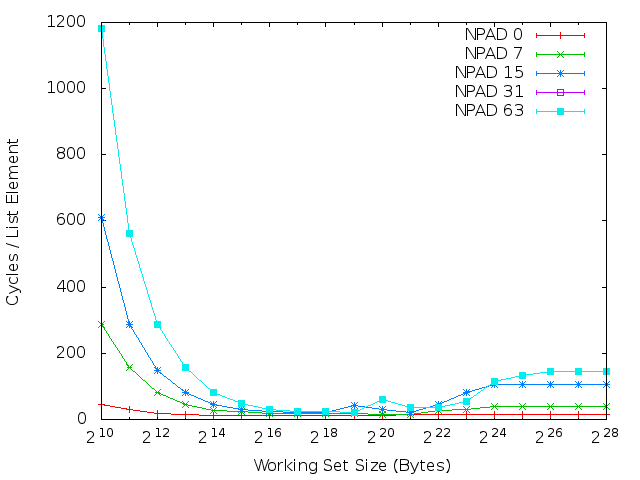 1200
1000
800
600
400
200
0
Cycles / List Element
NPAD 0
NPAD 7
NPAD 15
NPAD 31
NPAD 63
2^10 2^12 2^14 2^16 2^18 2^20 2^22 2^24 2^26 2^28
Working Set Size (Bytes)